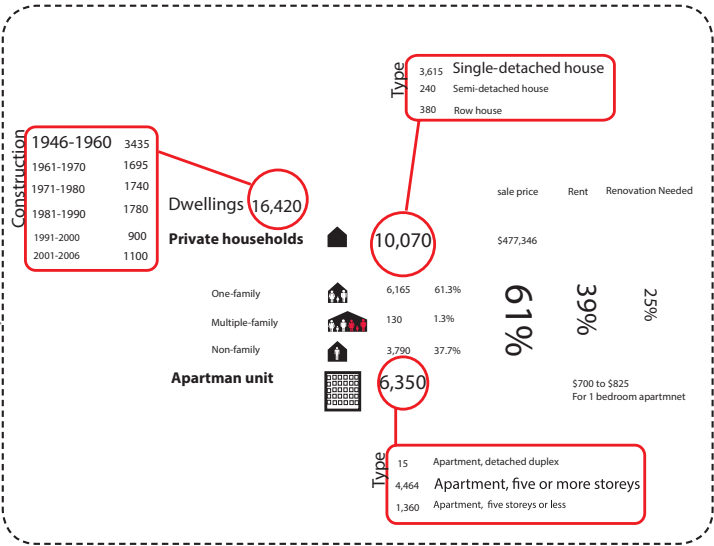 Type
3,615 Single-detached house
240 Semi-detached house
380 Row house
Construction
1946-1960 3435
1961-1970 1695
1971-1980 1740
1981-1990 1780
1991-2000 900
2001-2006 1100
sale price Rent Renovation Needed
Dwellings 16,420
Private households 10,070 $477,346
One-family 6,165 61.3%
Multiple-family 130 1.3%
Non-family 3,790 37.7%
61% 39% 25%
Apartman unit 6,350
$700 to $825
For 1 bedroom apartmnet
Type
15 Apartment, detached duplex
4,464 Apartment, five or more storeys
1,360 Apartment, five storeys or less